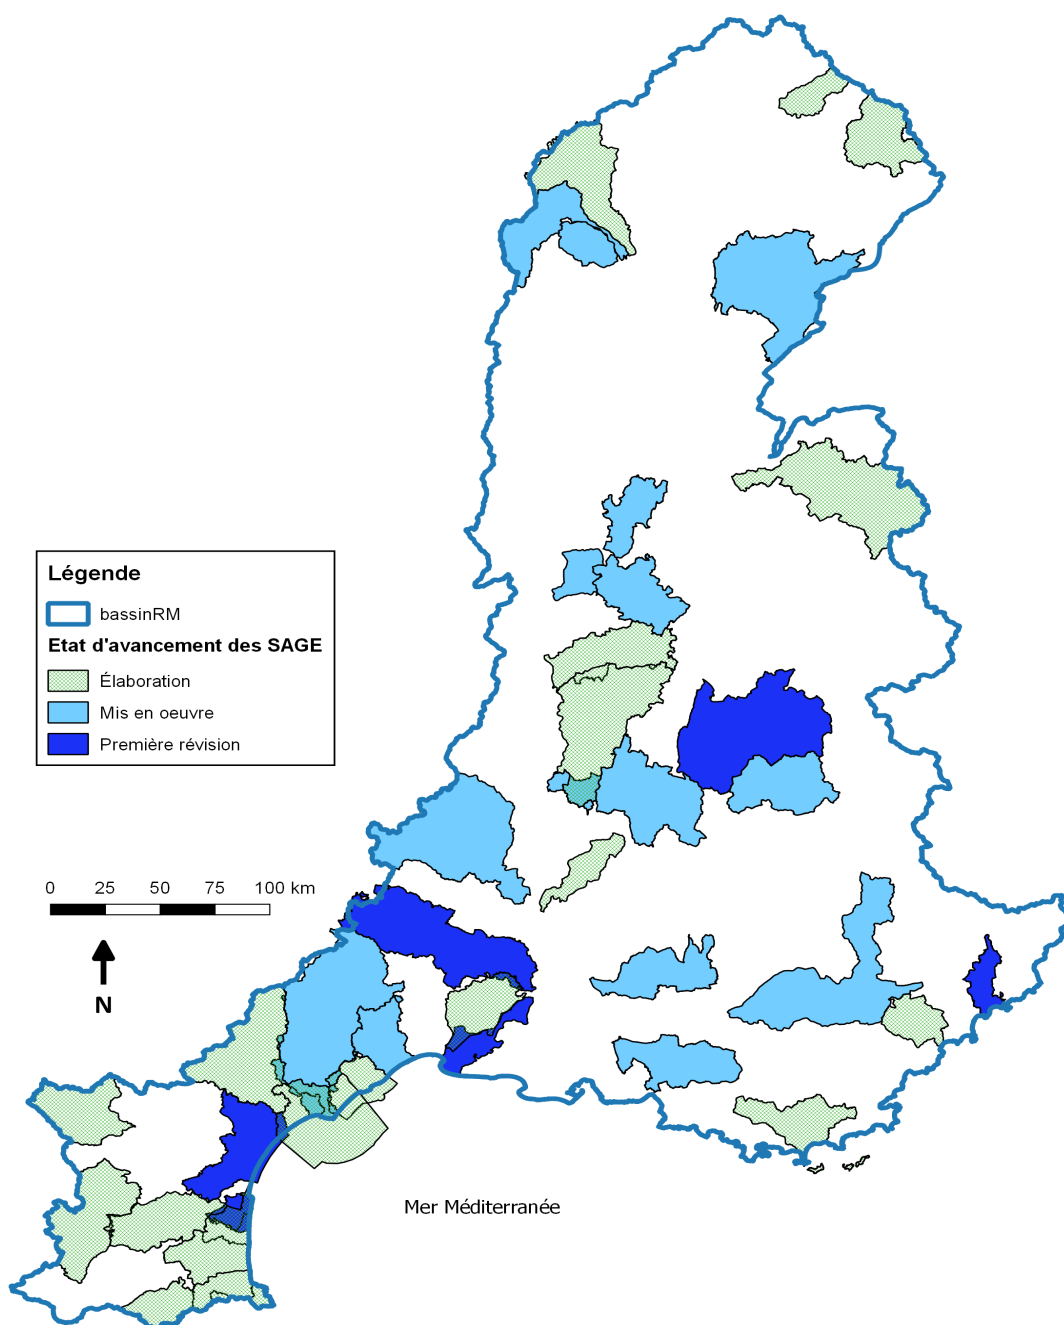 Légende
bassinRM
Etat d'avancement des SAGE
Élaboration
Mis en oeuvre
Première révision
0 25 50 75 100 km
N
Mer Méditerranée